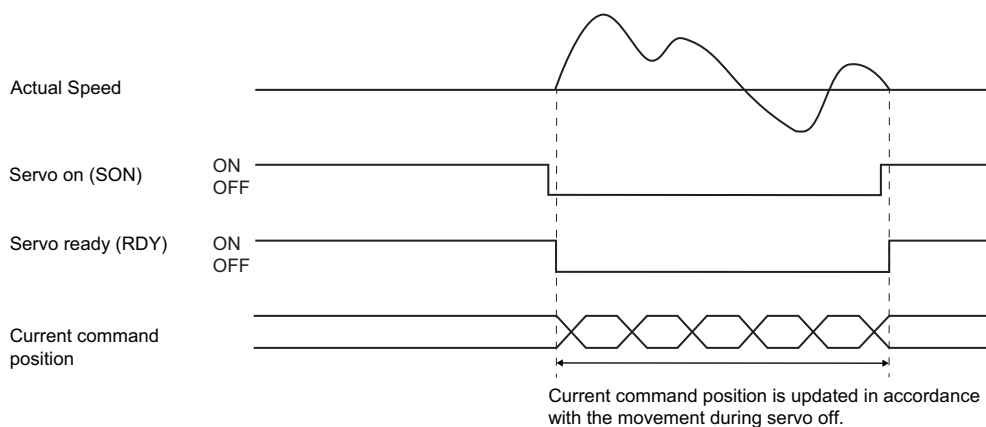 Actual Speed
Servo on (SON)
ON
OFF
Servo ready (RDY)
ON
OFF
Current command
position
Current command position is updated in accordance
with the movement during servo off.